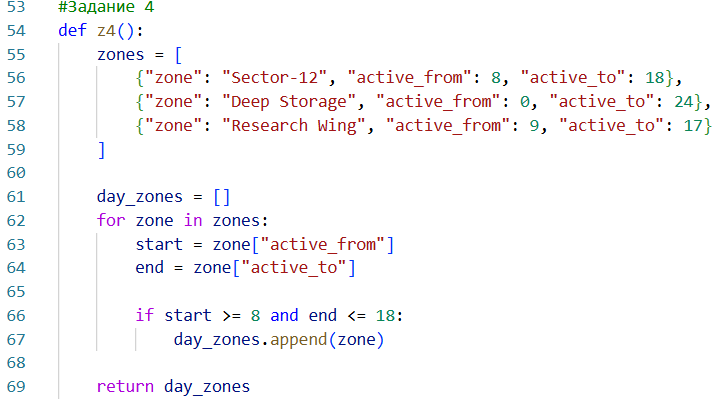 53 #Задание 4
54 def z4():
55     zones = [
56         {"zone": "Sector-12", "active_from": 8, "active_to": 18},
57         {"zone": "Deep Storage", "active_from": 0, "active_to": 24},
58         {"zone": "Research Wing", "active_from": 9, "active_to": 17}
59     ]
60
61     day_zones = []
62     for zone in zones:
63         start = zone["active_from"]
64         end = zone["active_to"]
65
66         if start >= 8 and end <= 18:
67             day_zones.append(zone)
68
69     return day_zones